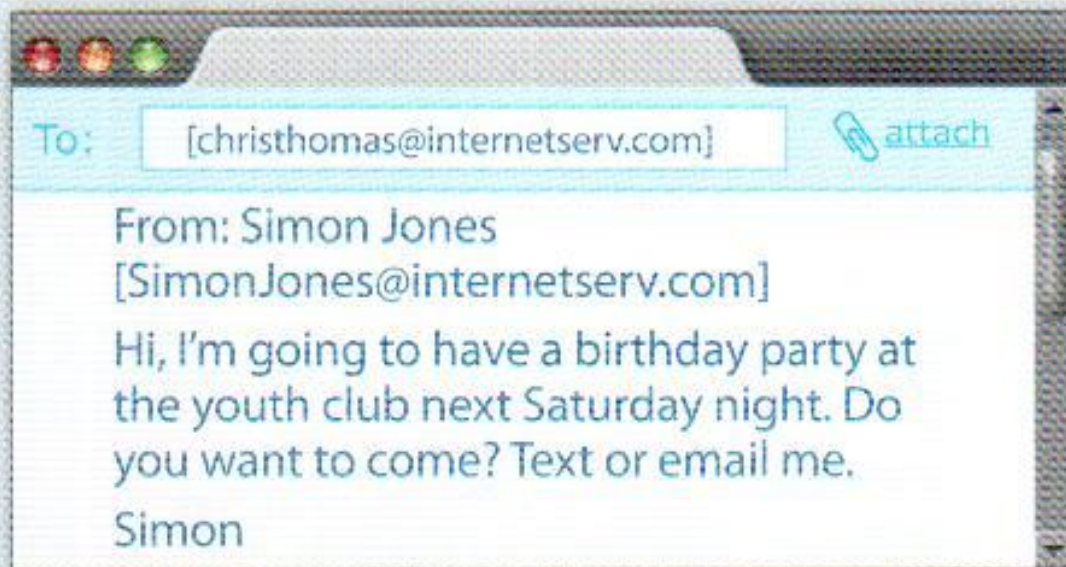 To: [christhomas@internetserv.com] attach
From: Simon Jones
[SimonJones@internetserv.com]
Hi, I'm going to have a birthday party at
the youth club next Saturday night. Do
you want to come? Text or email me.
Simon